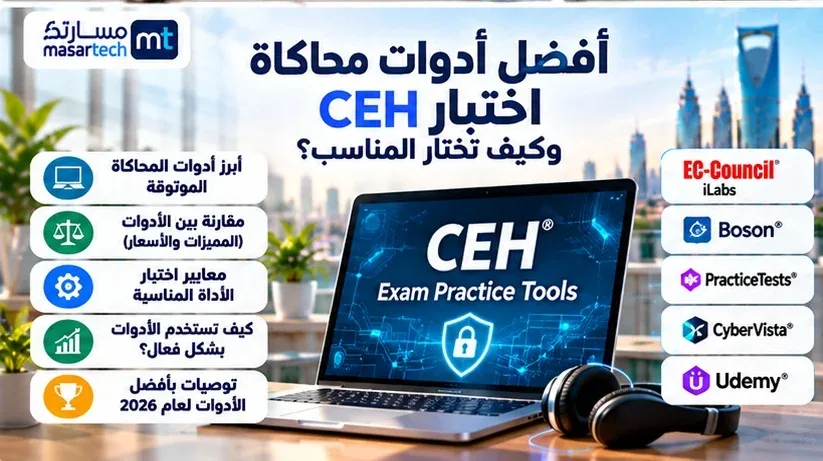 مسارتك
masartech
mt
أفضل أدوات محاكاة
اختبار CEH
وكيف تختار المناسب؟
أبرز أدوات المحاكاة
الموثوقة
مقارنة بين الأدوات
(المميزات والأسعار)
معايير اختيار
الأداة المناسبة
كيف تستخدم الأدوات
بشكل فعال؟
توصيات بأفضل
الأدوات لعام 2026
CEH®
Exam Practice Tools
EC-Council®
iLabs
Boson®
PracticeTests®
CyberVista®
Udemy®